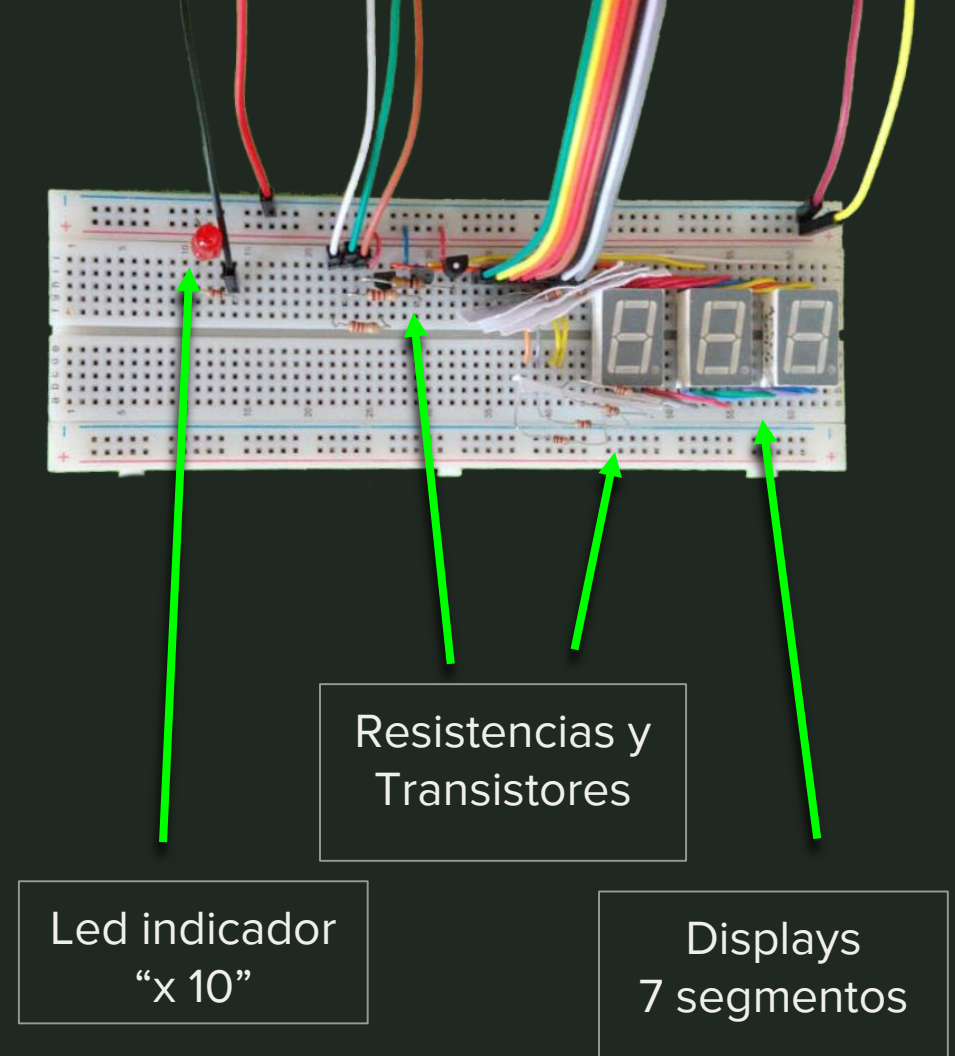 Resistencias y
Transistores
Led indicador
“x 10”
Displays
7 segmentos